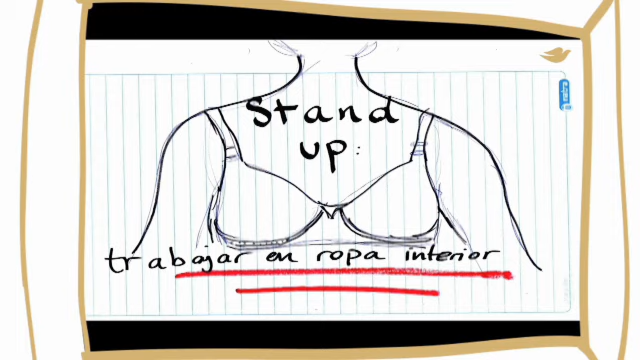 Stand
up:
trabajar en ropa interior